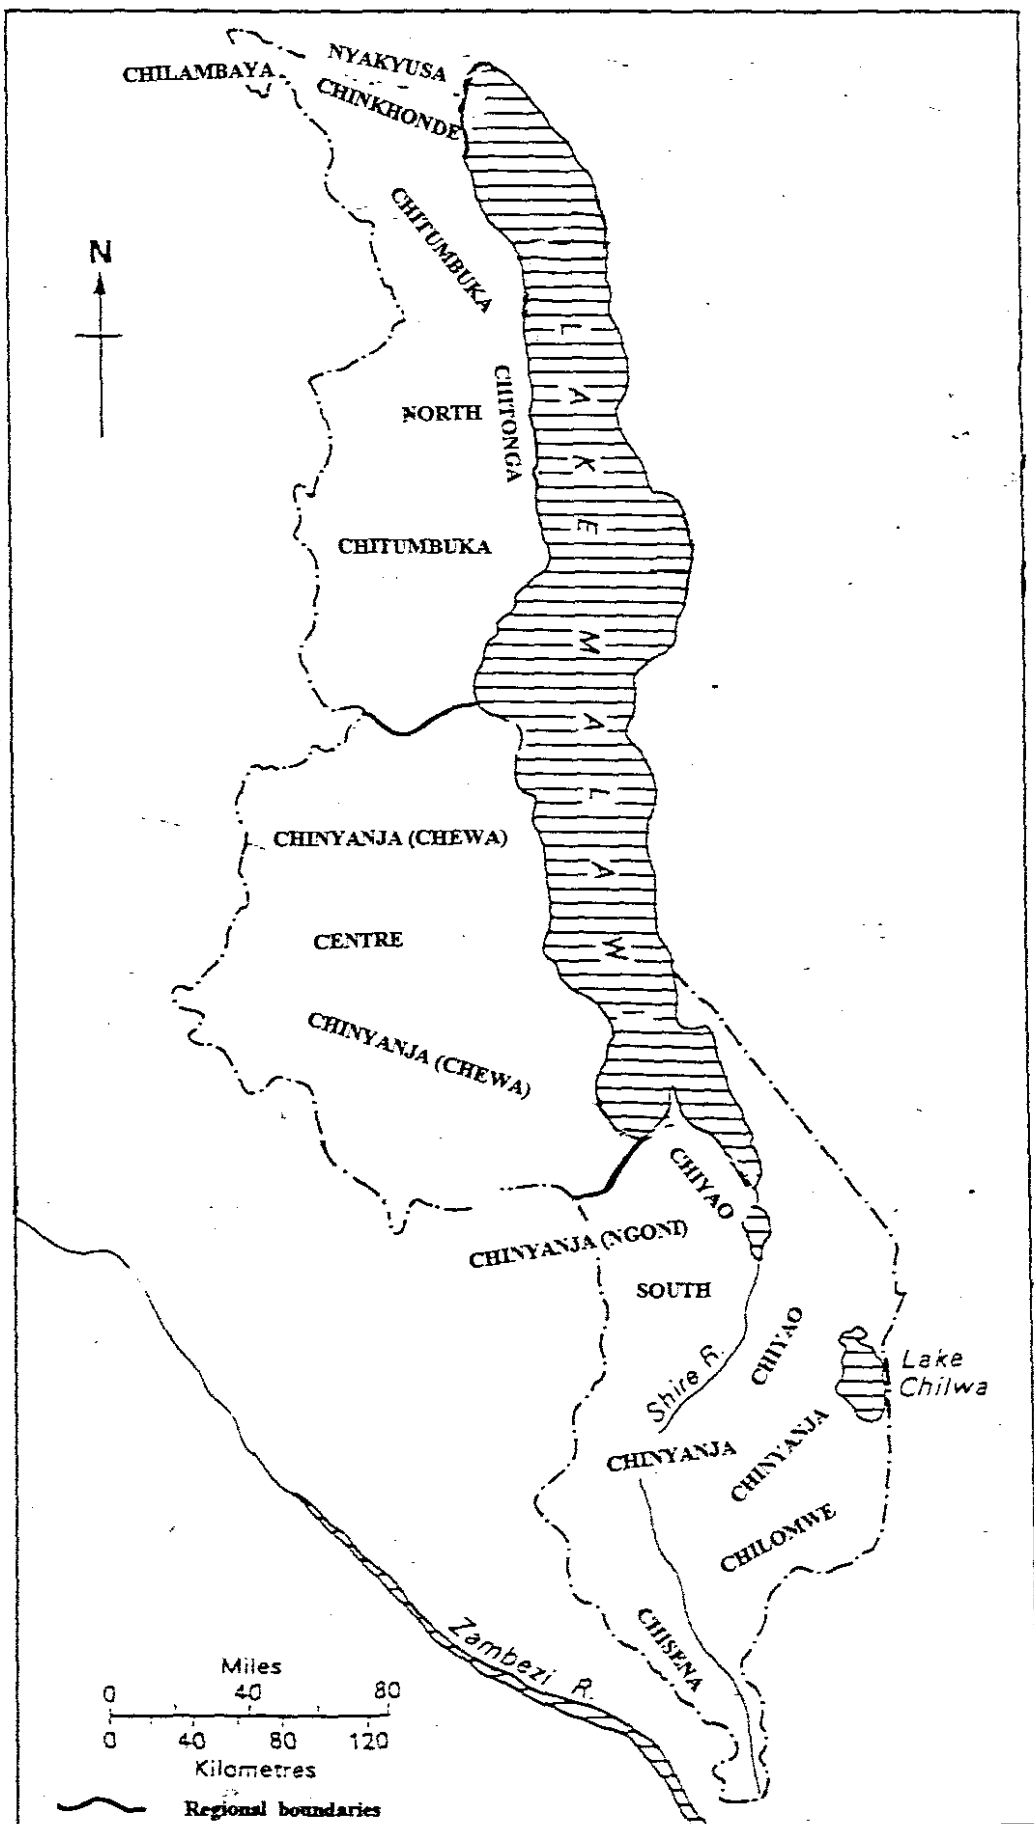 NYAKYUSA
CHILAMBAYA
CHINKHONDE
CHITUMBUKA
N
NORTH
CHITONGA
CHITUMBUKA
LAKE MALAW
CHINYANJA (CHEWA)
CENTRE
CHINYANJA (CHEWA)
CHIYAO
CHINYANJA (NGONI)
SOUTH
CHIYAO
Shire R.
Lake
Chilwa
CHINYANJA
CHINYANJA
CHILOMWE
CHISENA
Zambezi R.
Miles
0 40 80
0 40 80 120
Kilometres
Regional boundaries